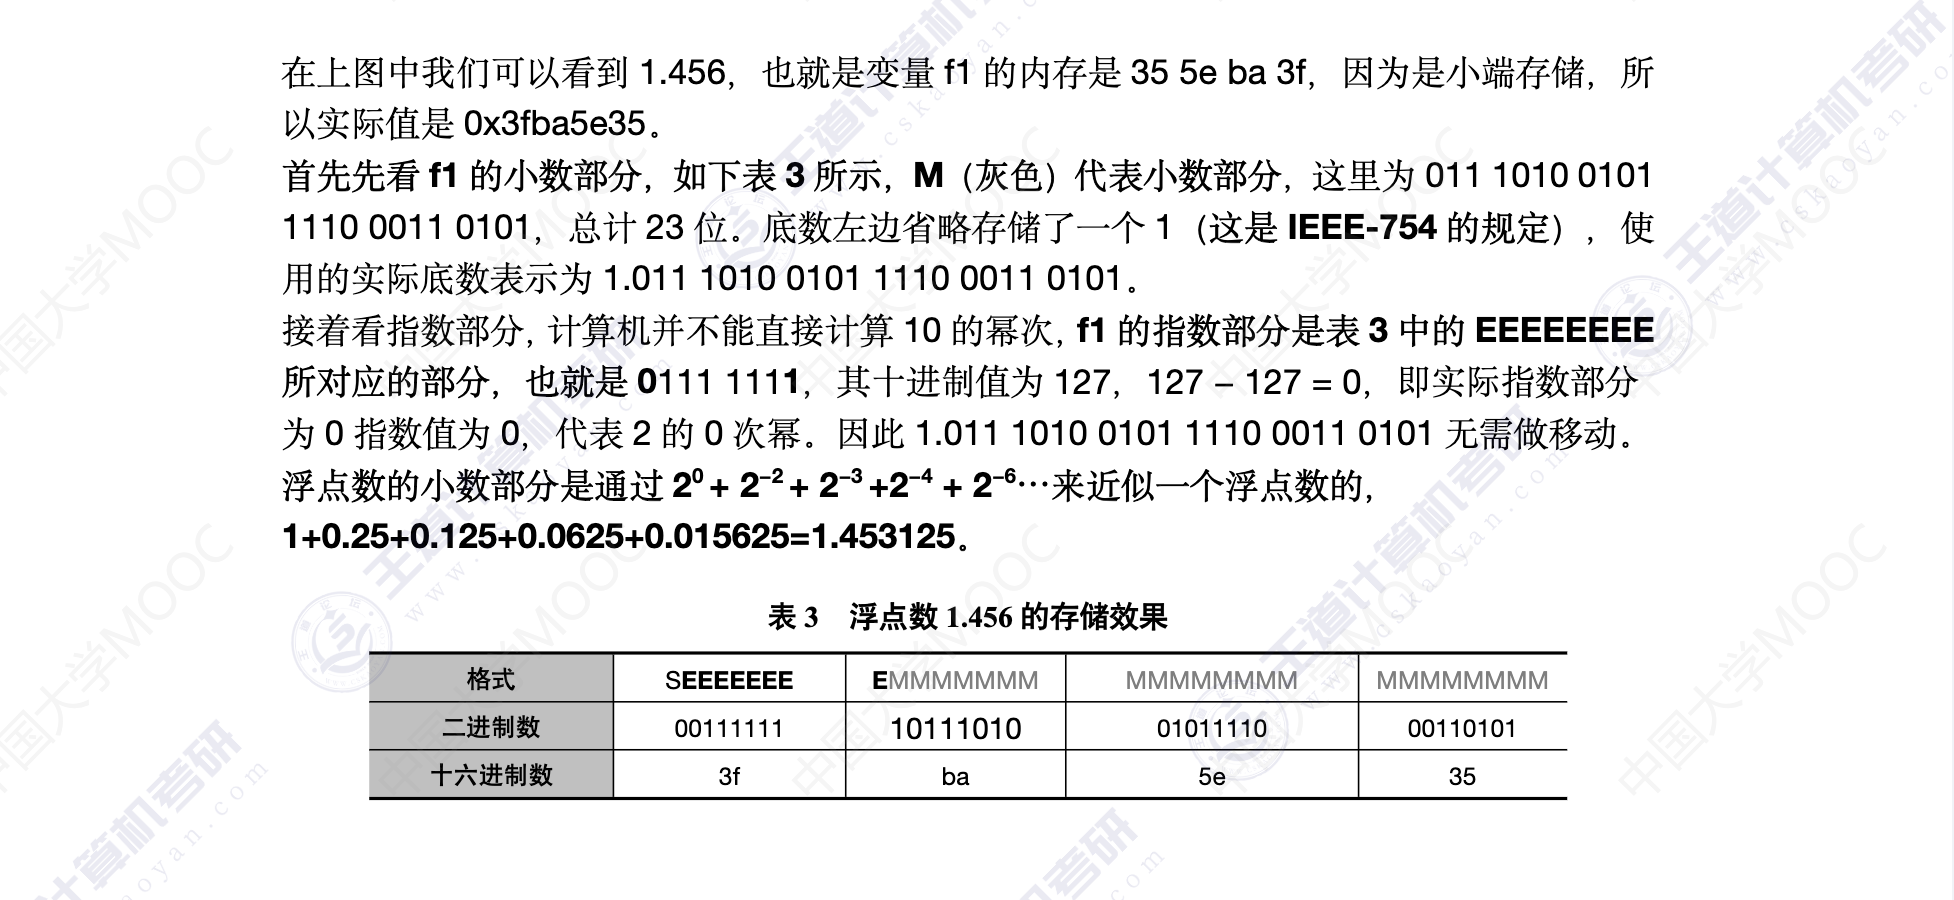 在上图中我们可以看到 1.456，也就是变量 f1 的内存是 35 5e ba 3f，因为是小端存储，所
以实际值是 0x3fba5e35。
首先先看 f1 的小数部分，如下表 3 所示，M（灰色）代表小数部分，这里为 011 1010 0101
1110 0011 0101，总计 23 位。底数左边省略存储了一个 1（这是 IEEE-754 的规定），使
用的实际底数表示为 1.011 1010 0101 1110 0011 0101。
接着看指数部分，计算机并不能直接计算 10 的幂次，f1 的指数部分是表 3 中的 EEEEEEEE
所对应的部分，也就是 0111 1111，其十进制值为 127，127 − 127 = 0，即实际指数部分
为 0 指数值为 0，代表 2 的 0 次幂。因此 1.011 1010 0101 1110 0011 0101 无需做移动。
浮点数的小数部分是通过 2⁰ + 2⁻² + 2⁻³ +2⁻⁴ + 2⁻⁶…来近似一个浮点数的，
1+0.25+0.125+0.0625+0.015625=1.453125。
表 3 浮点数 1.456 的存储效果
格式 SEEEEEEE EMMMMMMM MMMMMMMM MMMMMMMM
二进制数 00111111 10111010 01011110 00110101
十六进制数 3f ba 5e 35
中国大学MOOC
王道计算机考研
www.cskaoyan.com